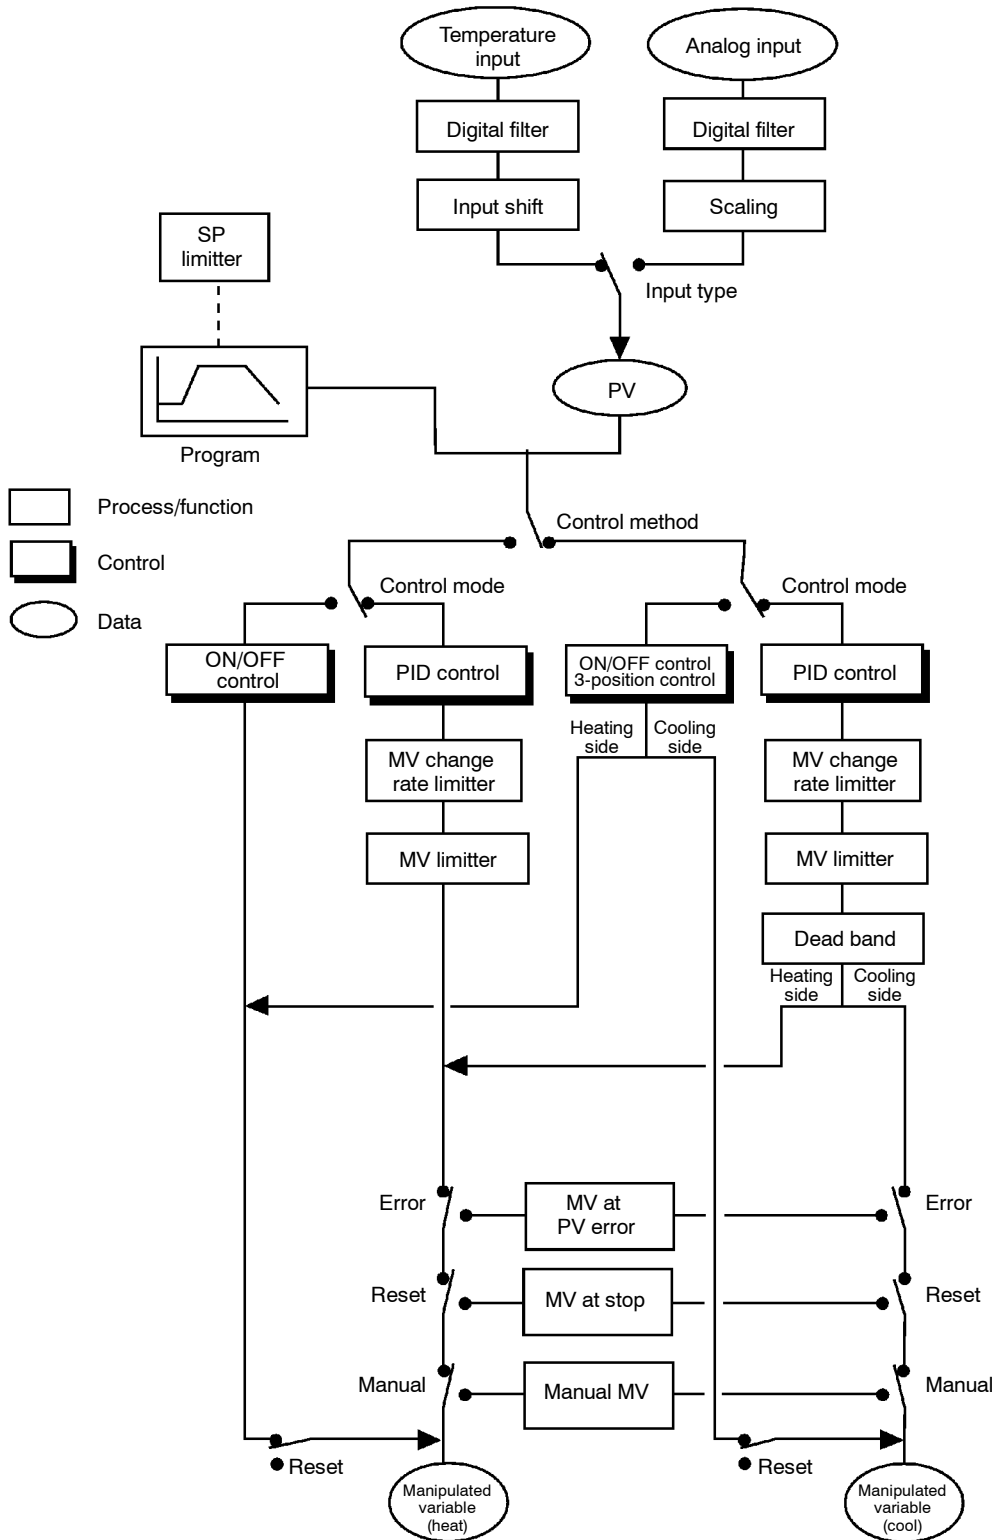 Temperature
input
Analog input
Digital filter
Digital filter
Input shift
Scaling
SP
limitter
Input type
PV
Program
Process/function
Control method
Control
Control mode
Control mode
Data
ON/OFF
control
PID control
ON/OFF control
3-position control
PID control
Heating
side
Cooling
side
MV change
rate limitter
MV change
rate limitter
MV limitter
MV limitter
Dead band
Heating
side
Cooling
side
Error
MV at
PV error
Error
Reset
MV at stop
Reset
Manual
Manual MV
Manual
Reset
Reset
Manipulated
variable
(heat)
Manipulated
variable
(cool)